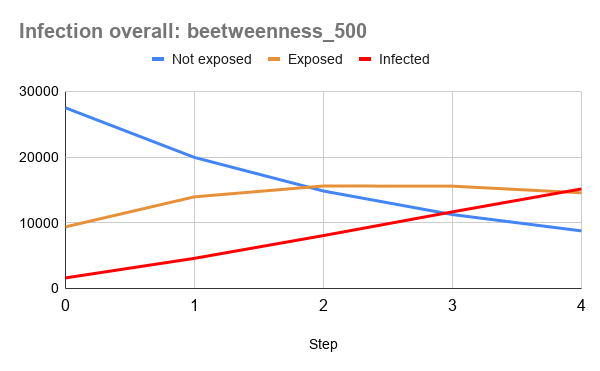 Infection overall: beetweenness_500
Not exposed Exposed Infected
30000
20000
10000
0
0 1 2 3 4
Step